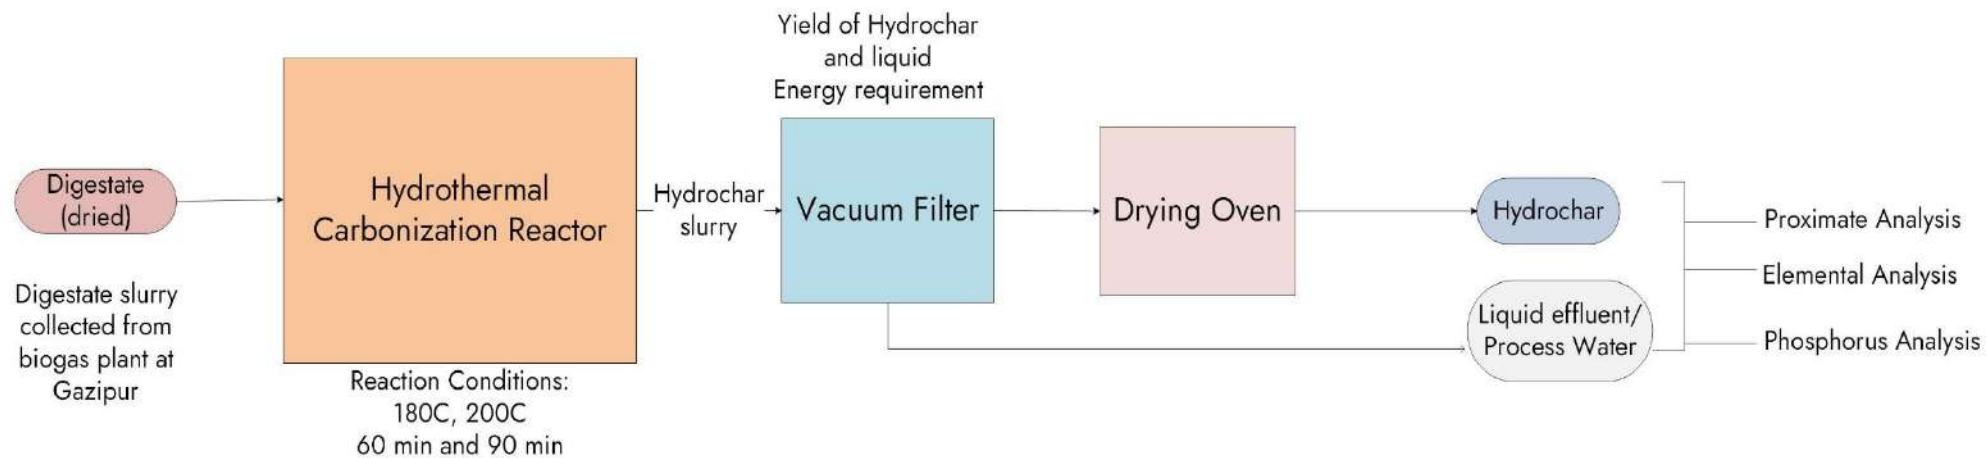 Digestate
(dried)
Digestate slurry
collected from
biogas plant at
Gazipur
Hydrothermal
Carbonization Reactor
Reaction Conditions:
180C, 200C
60 min and 90 min
Hydrochar
slurry
Yield of Hydrochar
and liquid
Energy requirement
Vacuum Filter
Drying Oven
Hydrochar
Liquid effluent/
Process Water
Proximate Analysis
Elemental Analysis
Phosphorus Analysis